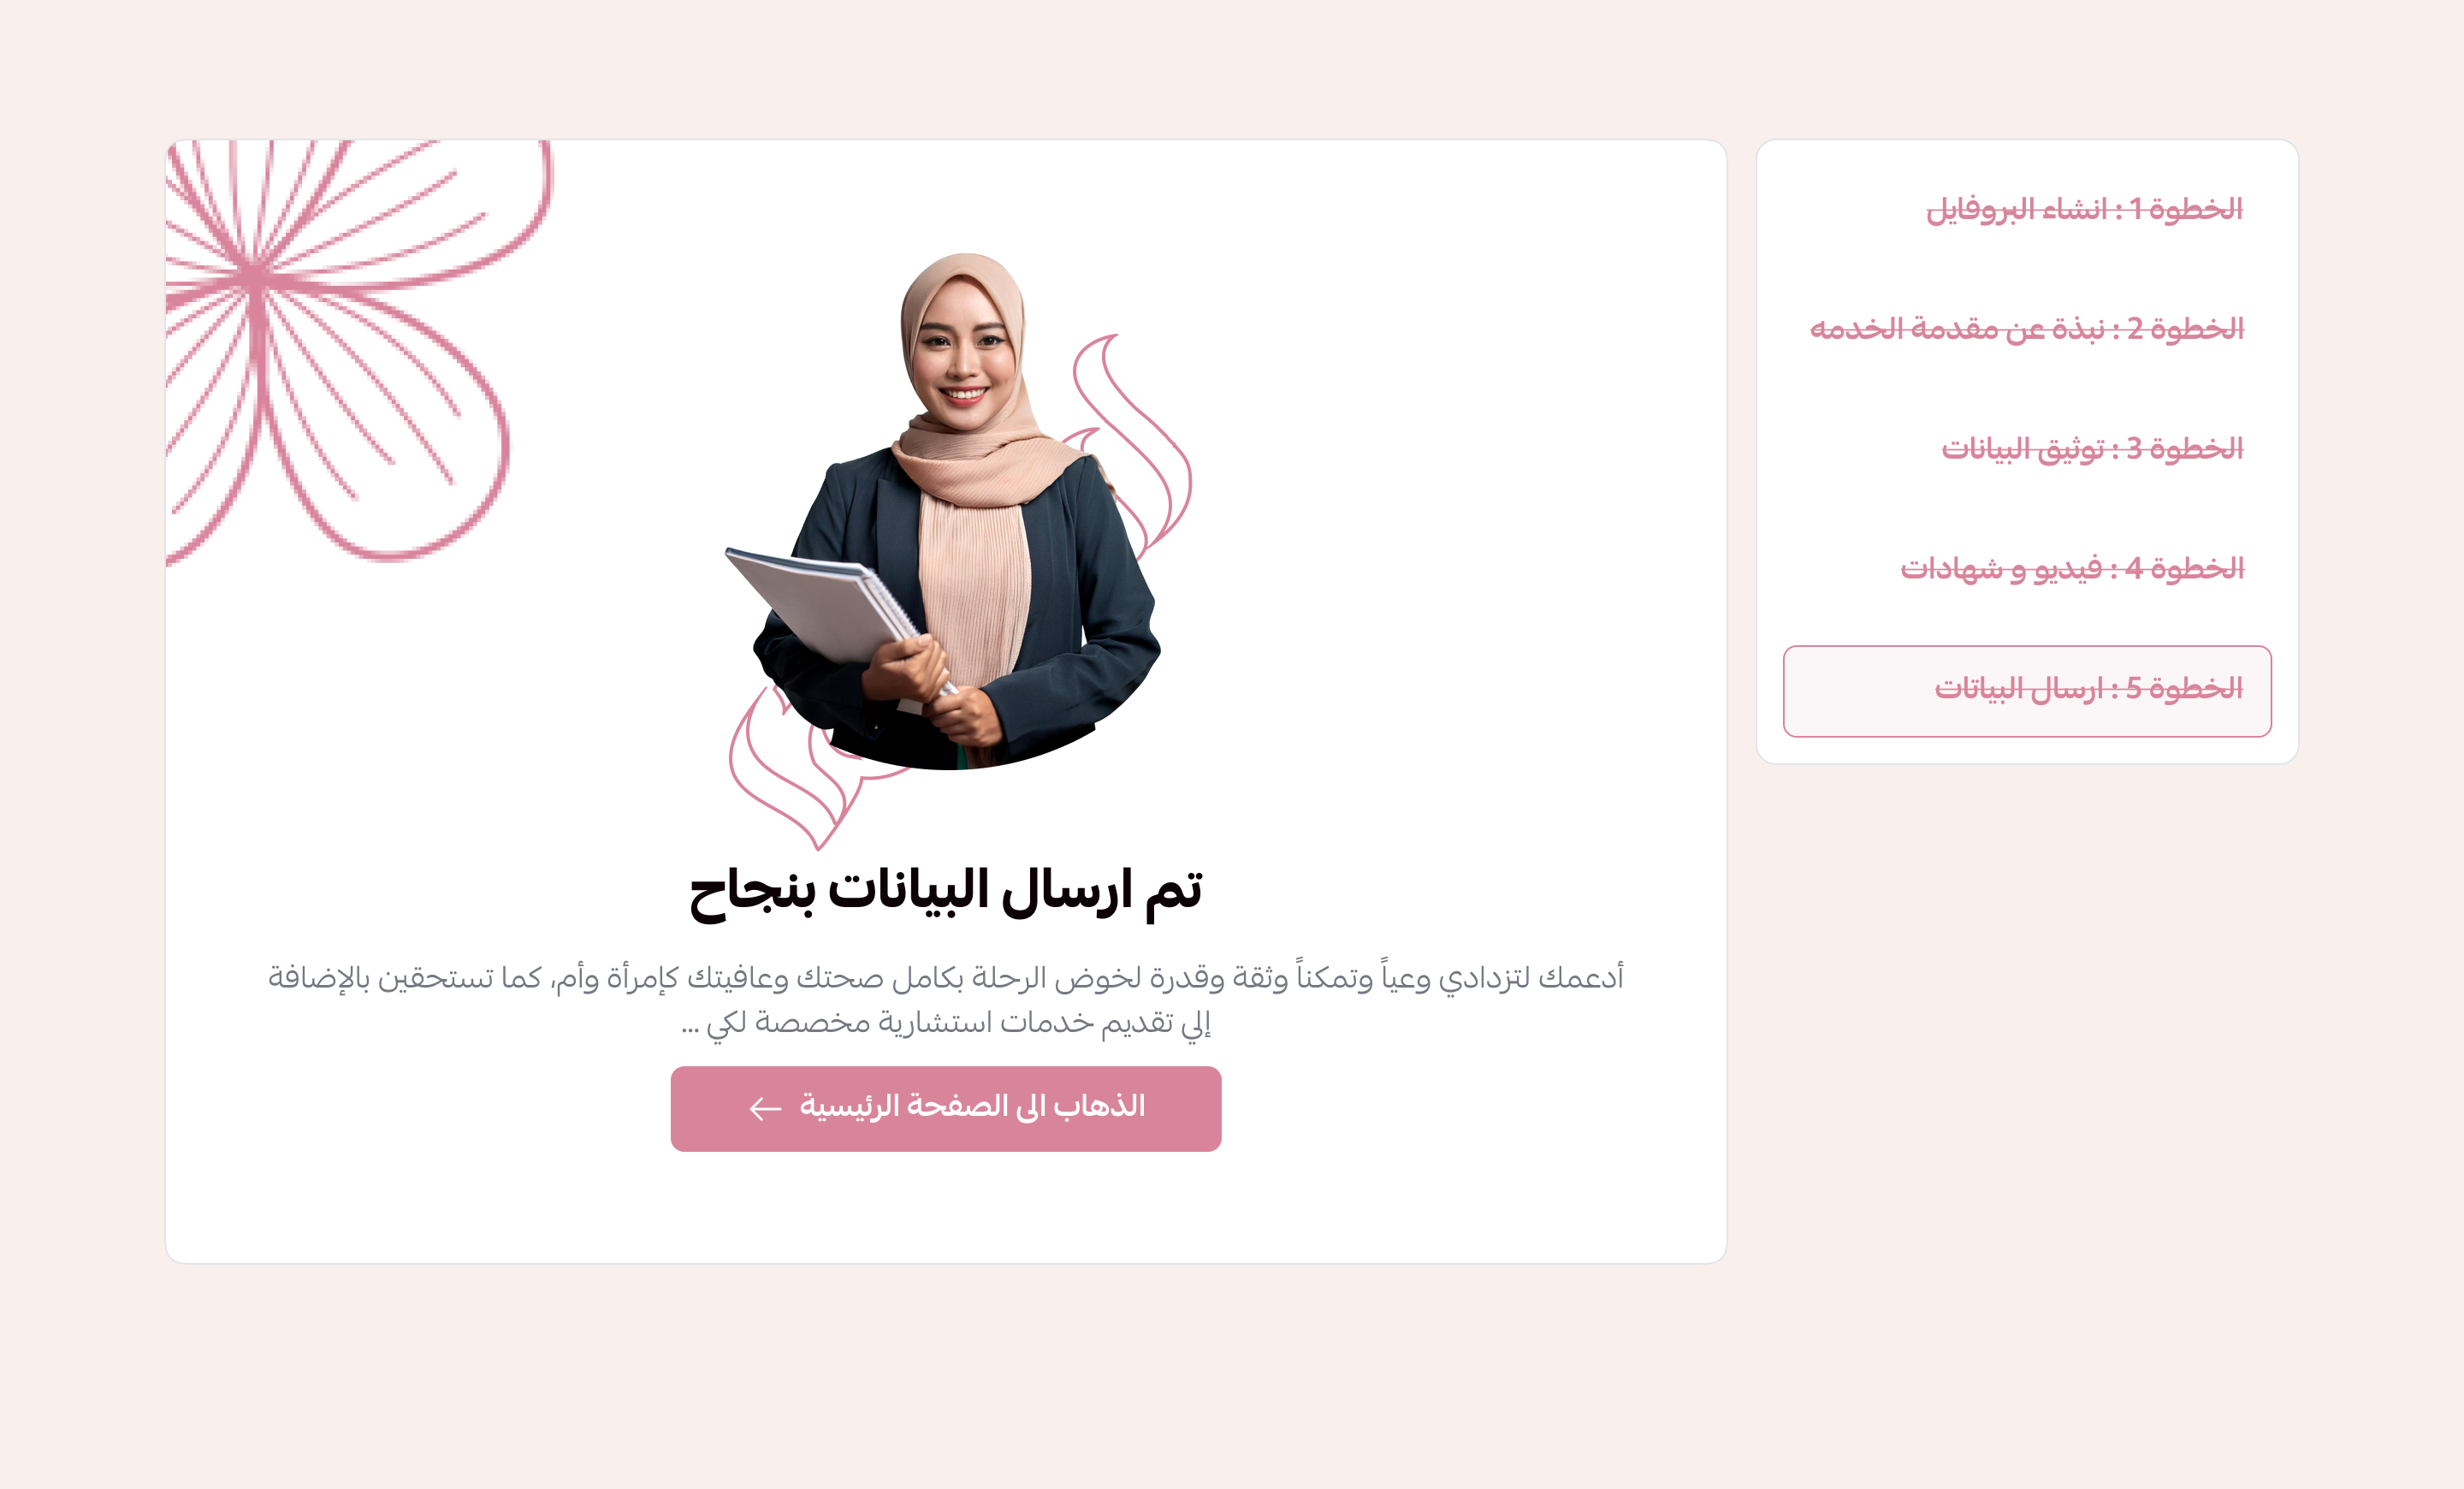 الخطوة 1 : انشاء البروفايل
الخطوة 2 : نبذة عن مقدمة الخدمه
الخطوة 3 : توثيق البيانات
الخطوة 4 : فيديو و شهادات
الخطوة 5 : ارسال البياتات
تم ارسال البيانات بنجاح
أدعمك لتزدادي وعياً وتمكناً وثقة وقدرة لخوض الرحلة بكامل صحتك وعافيتك كإمرأة وأم، كما تستحقين بالإضافة
إلي تقديم خدمات استشارية مخصصة لكي ...
الذهاب الى الصفحة الرئيسية